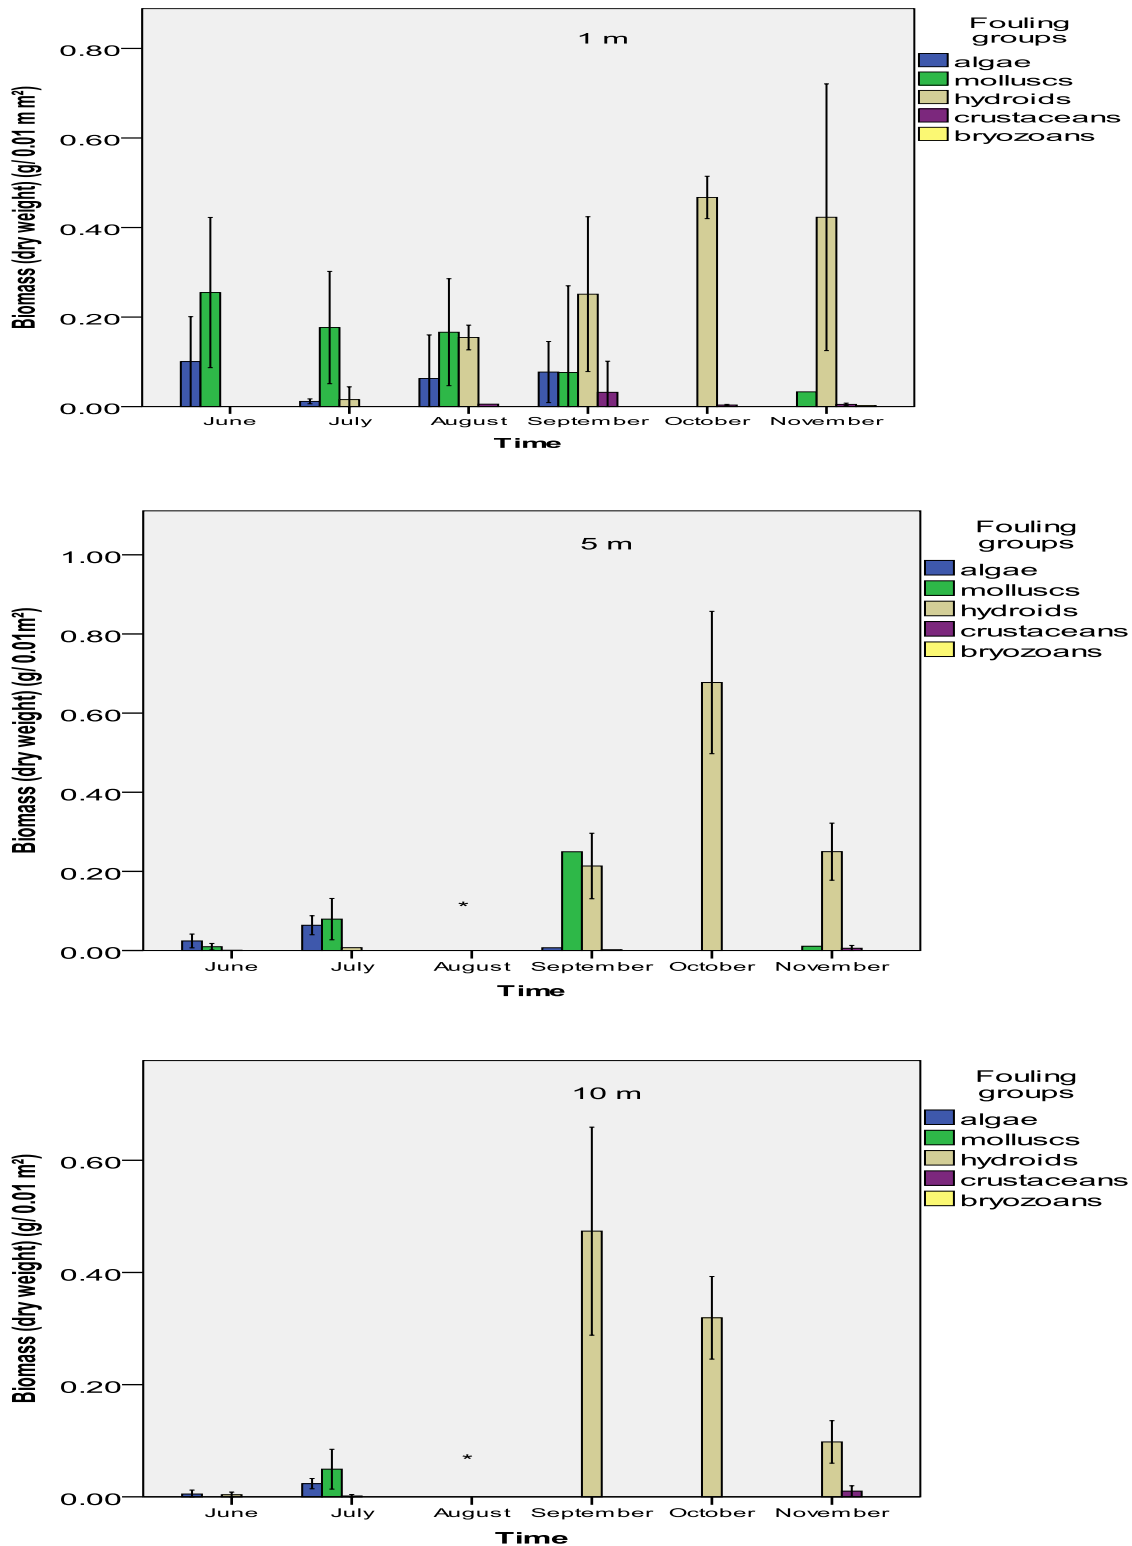 1 m
Fouling
groups
algae
molluscs
hydroids
crustaceans
bryozoans
Biomass (dry weight) (g/ 0.01 m m²)
0.80
0.60
0.40
0.20
0.00
June July August September October November
Time
5 m
Fouling
groups
algae
molluscs
hydroids
crustaceans
bryozoans
Biomass (dry weight) (g/ 0.01m²)
1.00
0.80
0.60
0.40
0.20
0.00
*
June July August September October November
Time
10 m
Fouling
groups
algae
molluscs
hydroids
crustaceans
bryozoans
Biomass (dry weight) (g/ 0.01 m²)
0.60
0.40
0.20
0.00
*
June July August September October November
Time